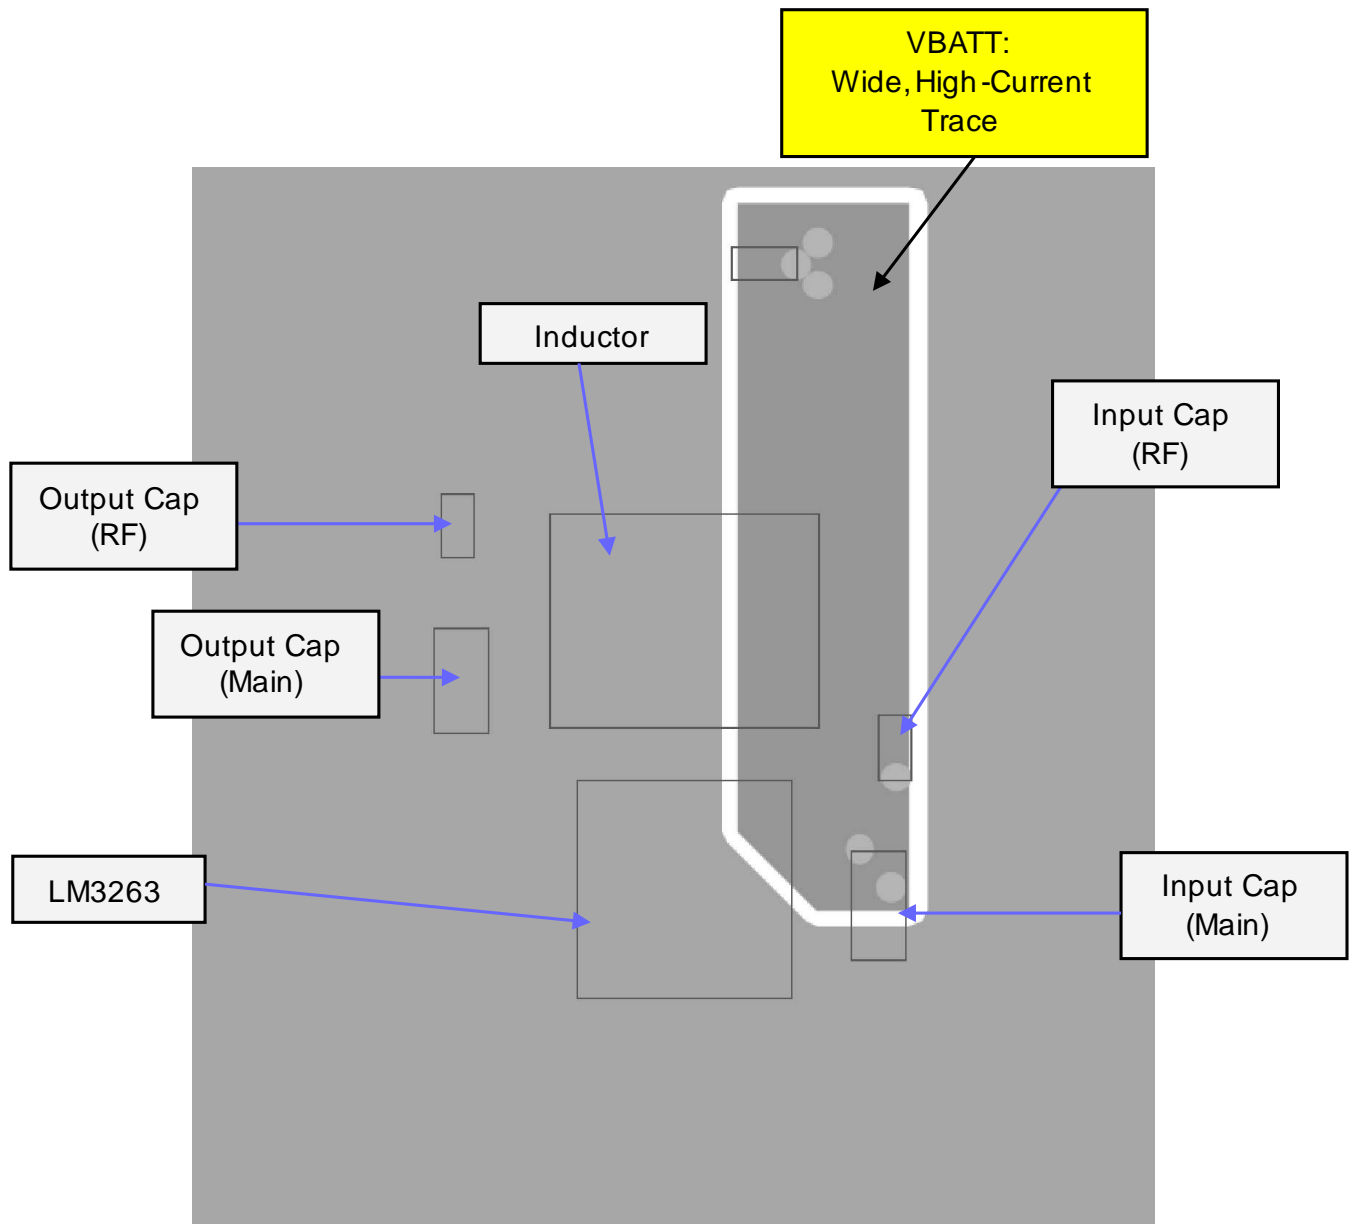 VBATT:
Wide, High-Current
Trace
Inductor
Input Cap
(RF)
Output Cap
(RF)
Output Cap
(Main)
LM3263
Input Cap
(Main)